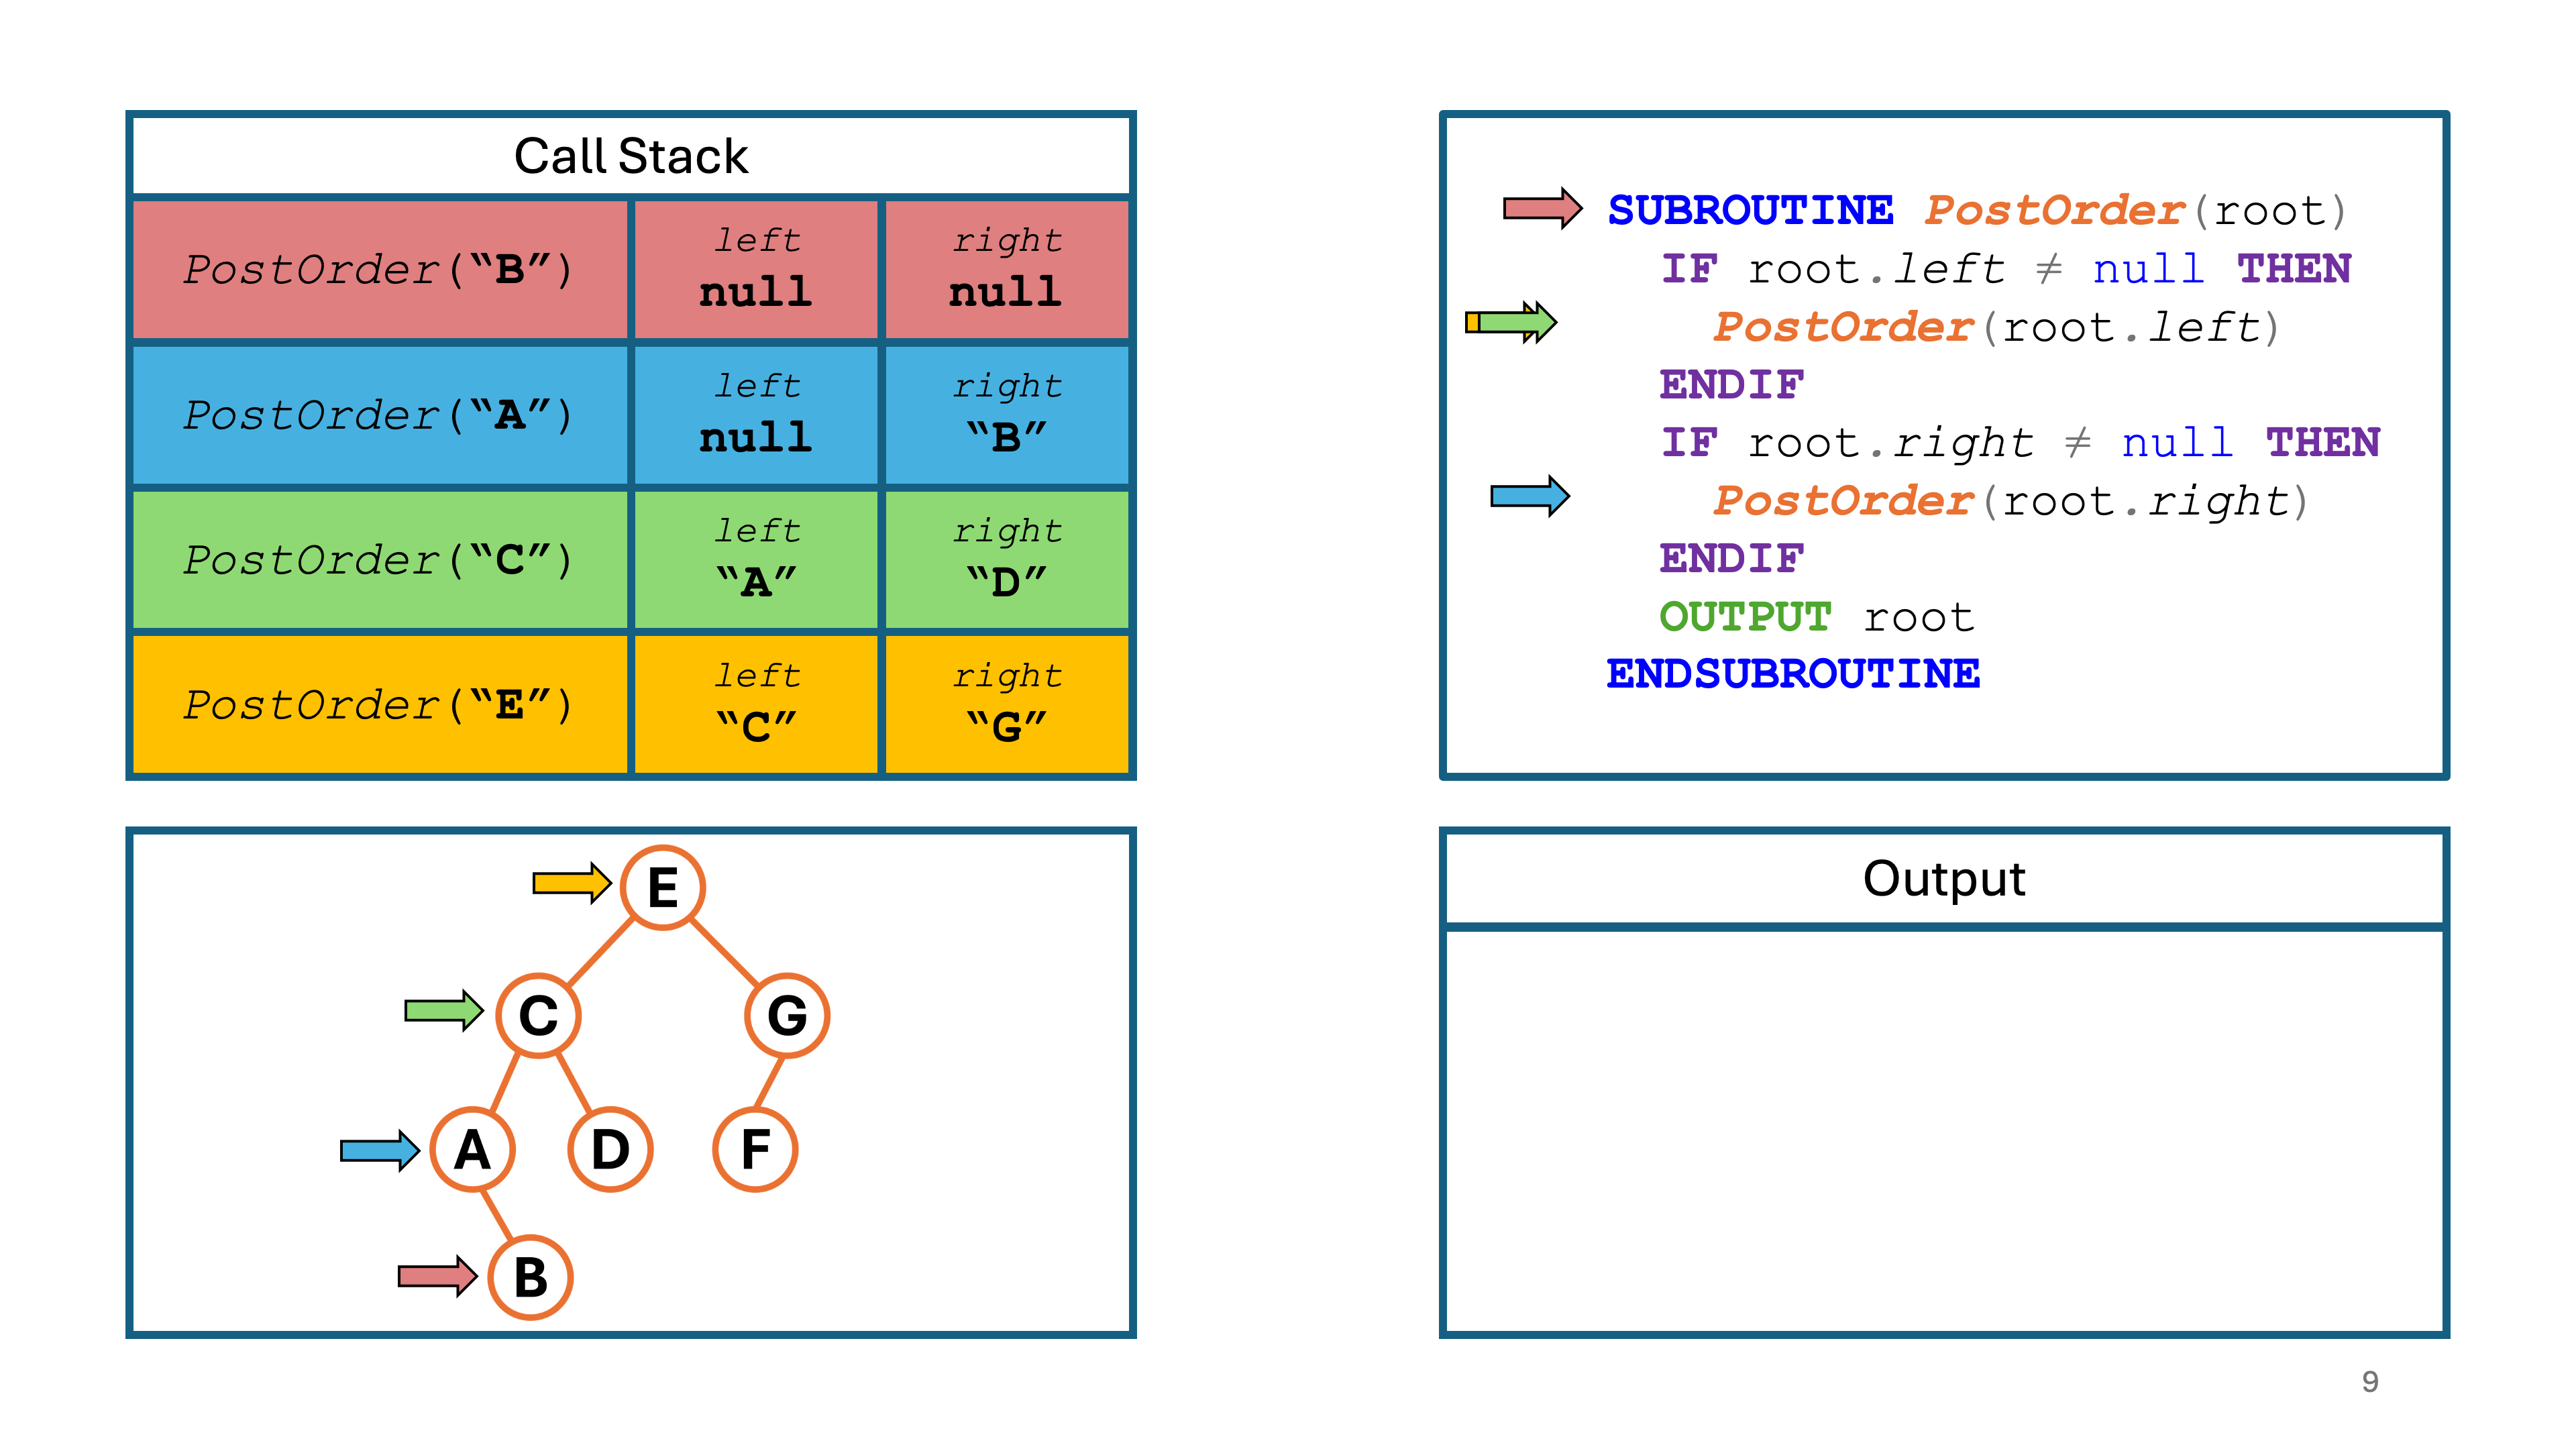 Call Stack
PostOrder(“B”) left null right null
PostOrder(“A”) left null right “B”
PostOrder(“C”) left “A” right “D”
PostOrder(“E”) left “C” right “G”
SUBROUTINE PostOrder(root)
IF root.left ≠ null THEN
PostOrder(root.left)
ENDIF
IF root.right ≠ null THEN
PostOrder(root.right)
ENDIF
OUTPUT root
ENDSUBROUTINE
E
C G
A D F
B
Output
9